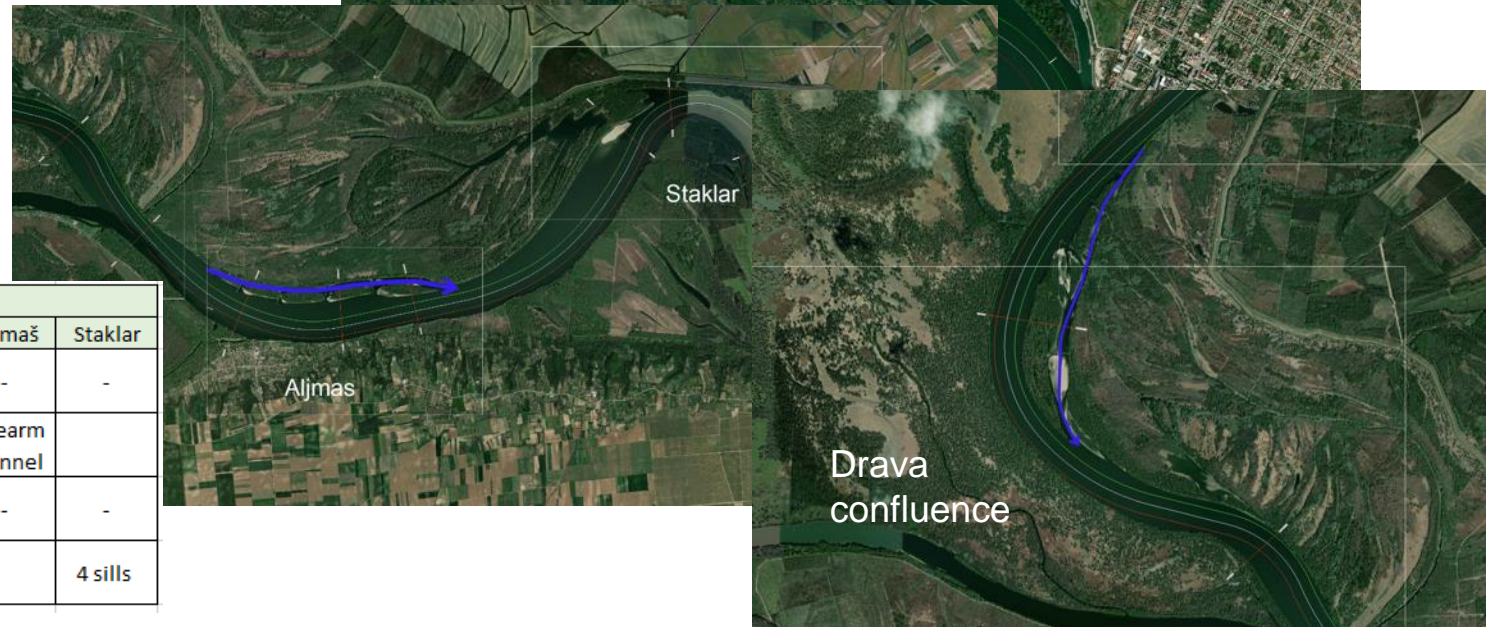 Staklar
Aljmas
Drava
confluence
maš Staklar
- -
earm
nnel
- -
4 sills